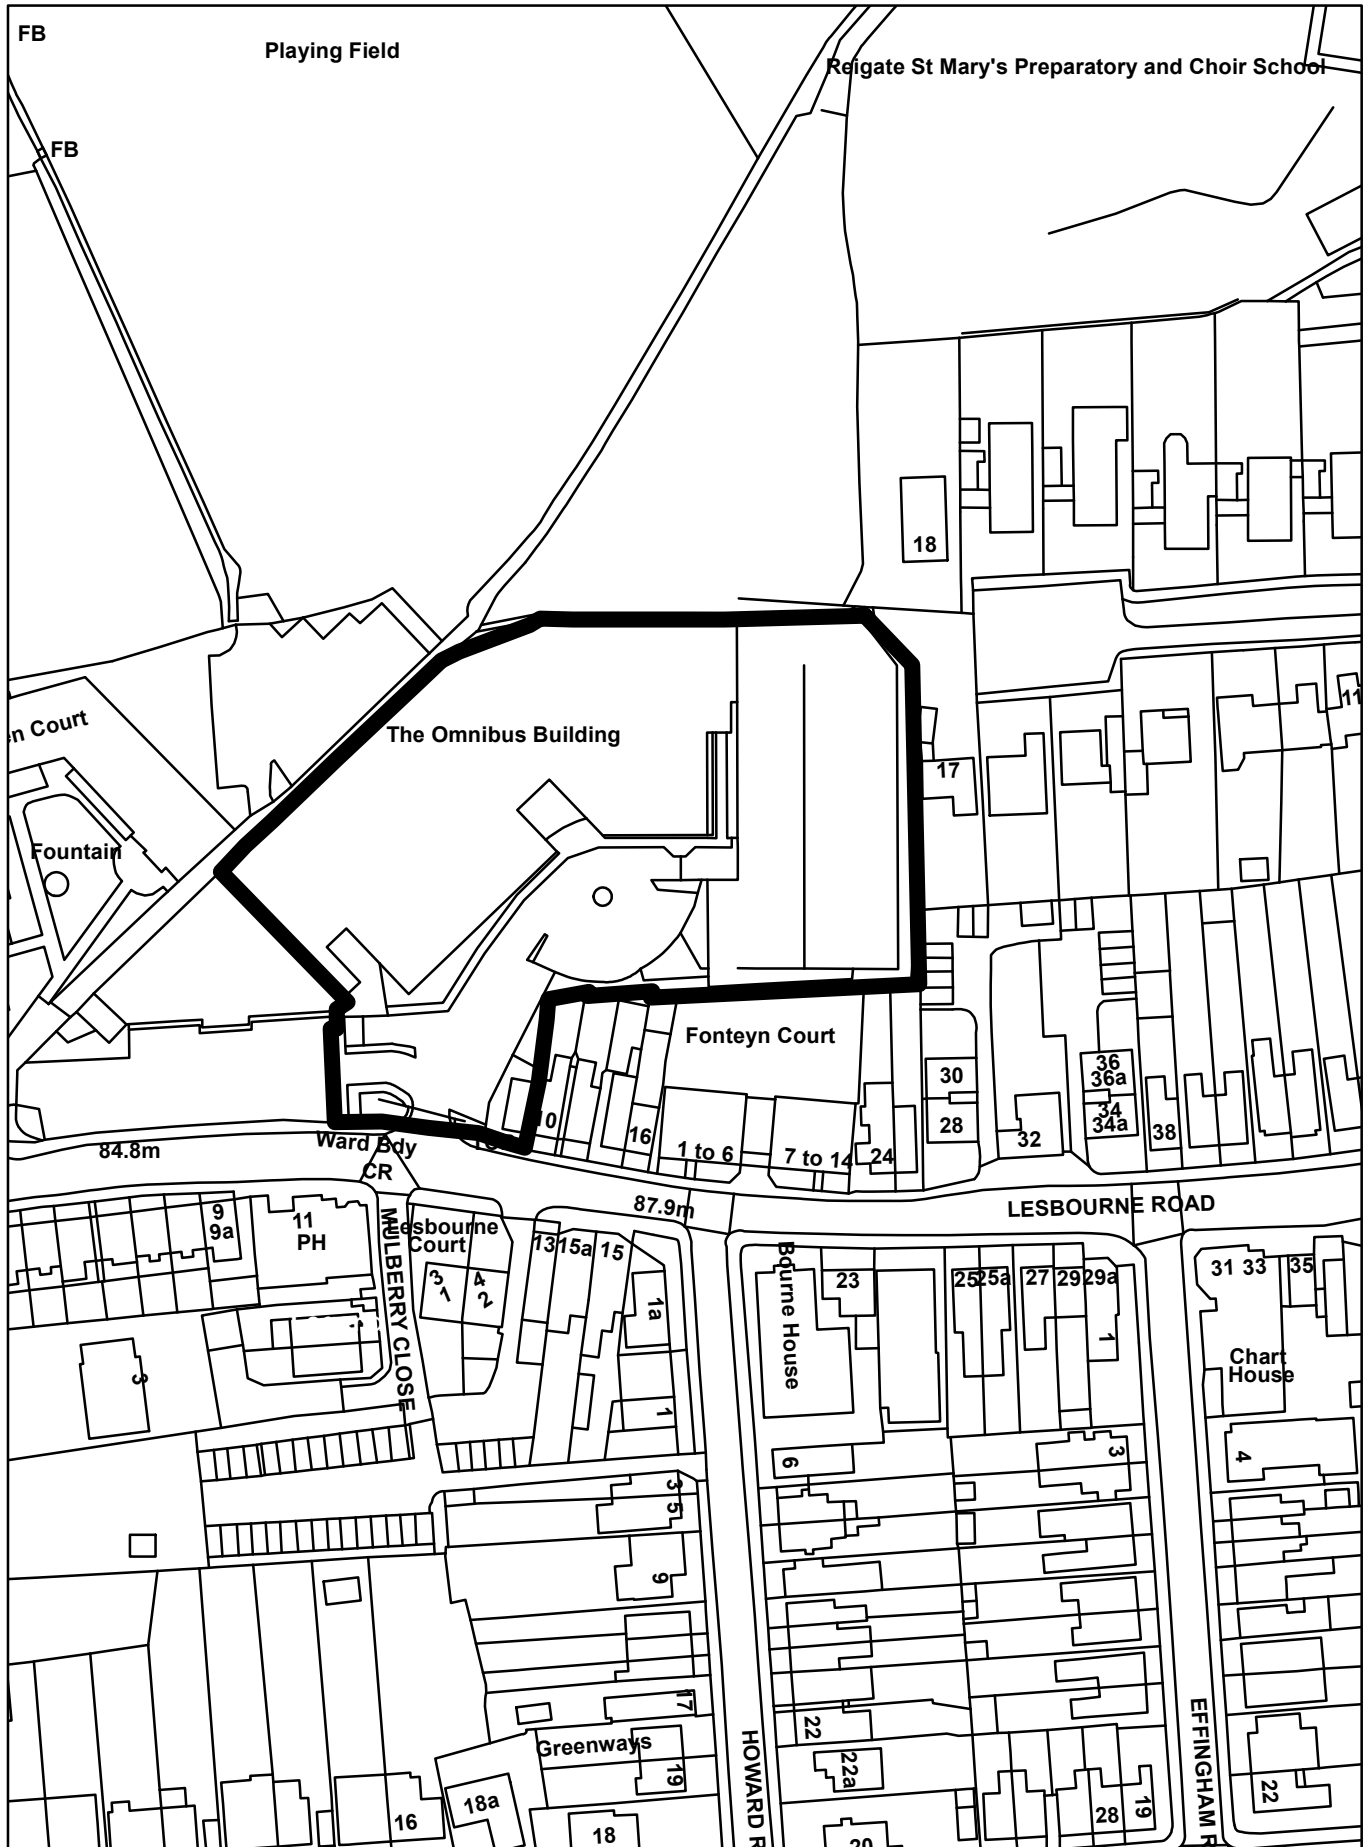 FB
Playing Field
Reigate St Mary's Preparatory and Choir School
FB
18
en Court
The Omnibus Building
11
17
Fountain
Fonteyn Court
30
36
36a
34
34a
10
16
28
32
38
84.8m
Ward Bdy
CR
1 to 6
7 to 14
24
87.9m
LESBOURNE ROAD
9
9a
11
PH
MULBERRY CLOSE
Lesbourne
Court
13
15a
15
3
1
4
2
1a
Bourne House
23
25
25a
27
29
29a
31
33
35
1
Chart
House
3
1
6
3
4
3
5
9
17
22
Greenways
19
22a
HOWARD R
EFFINGHAM R
22
16
18a
18
20
28
19